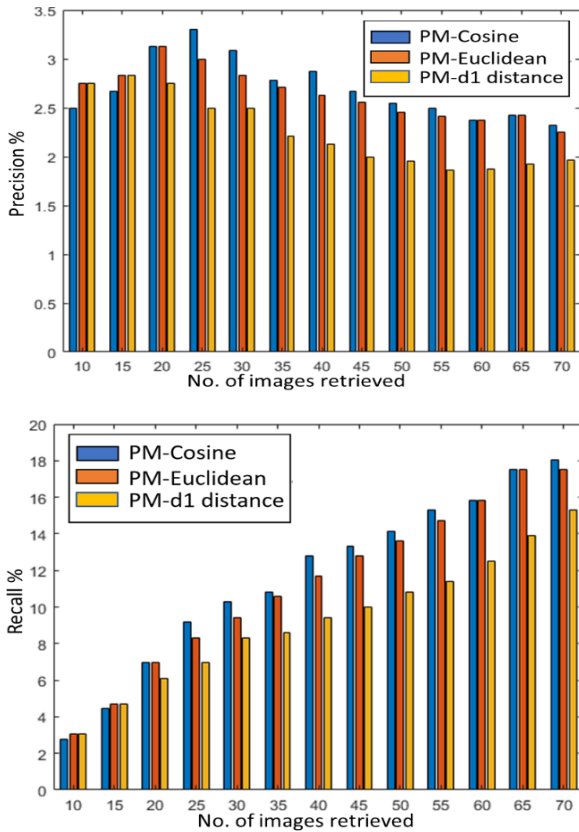 3.5
3
2.5
2
1.5
1
0.5
0
Precision %
PM-Cosine
PM-Euclidean
PM-d1 distance
10 15 20 25 30 35 40 45 50 55 60 65 70
No. of images retrieved
20
18
16
14
12
10
8
6
4
2
0
Recall %
PM-Cosine
PM-Euclidean
PM-d1 distance
10 15 20 25 30 35 40 45 50 55 60 65 70
No. of images retrieved